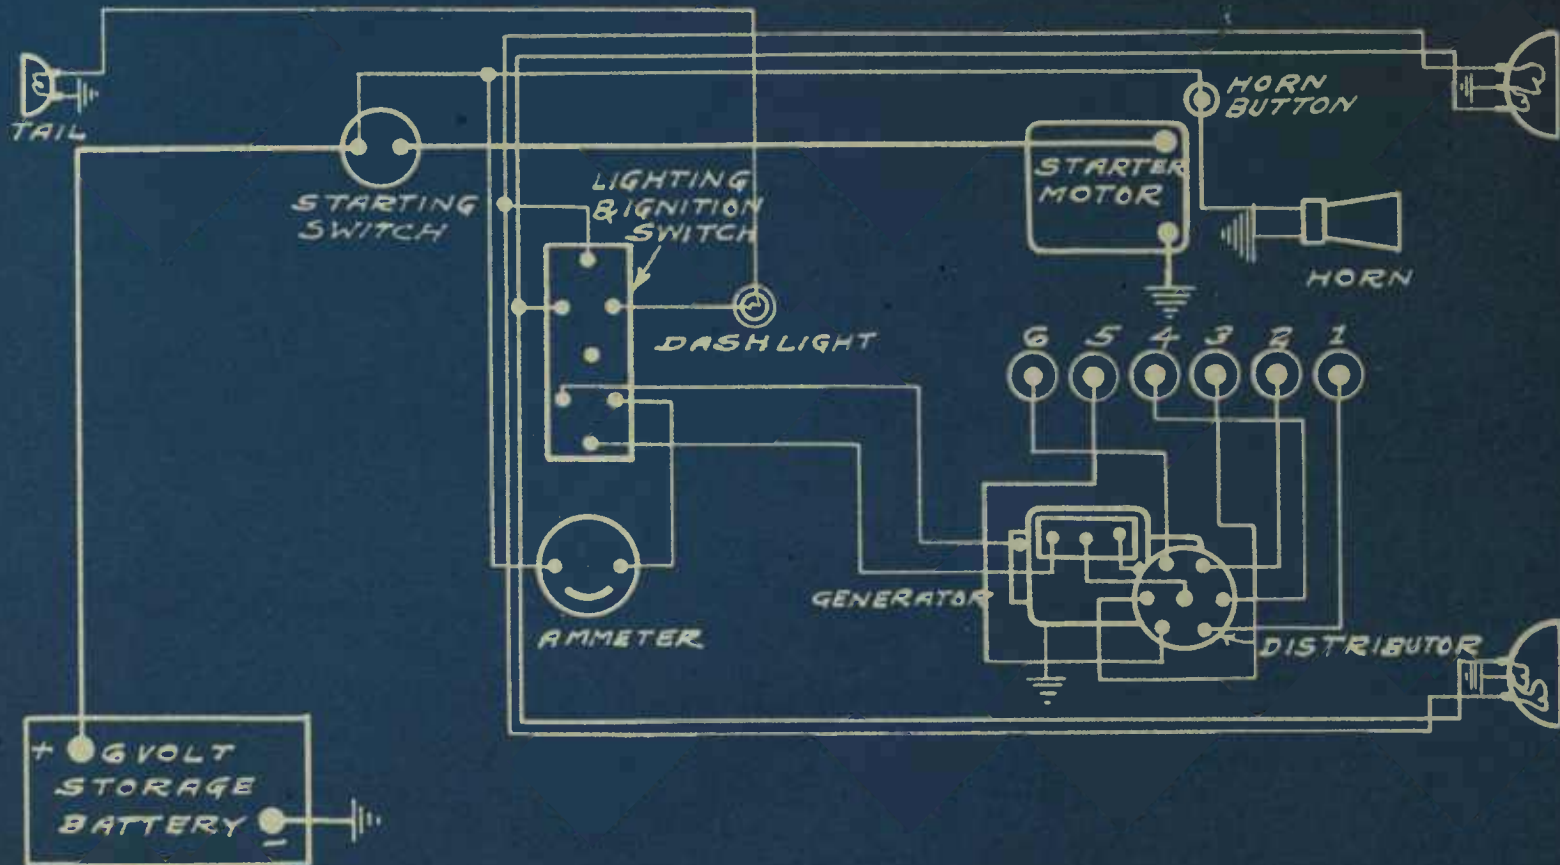 TAIL
STARTING
SWITCH
LIGHTING
& IGNITION
SWITCH
DASHLIGHT
HORN
BUTTON
STARTER
MOTOR
HORN
6 5 4 3 2 1
AMMETER
GENERATOR
DISTRIBUTOR
+ 6 VOLT
STORAGE
BATTERY -